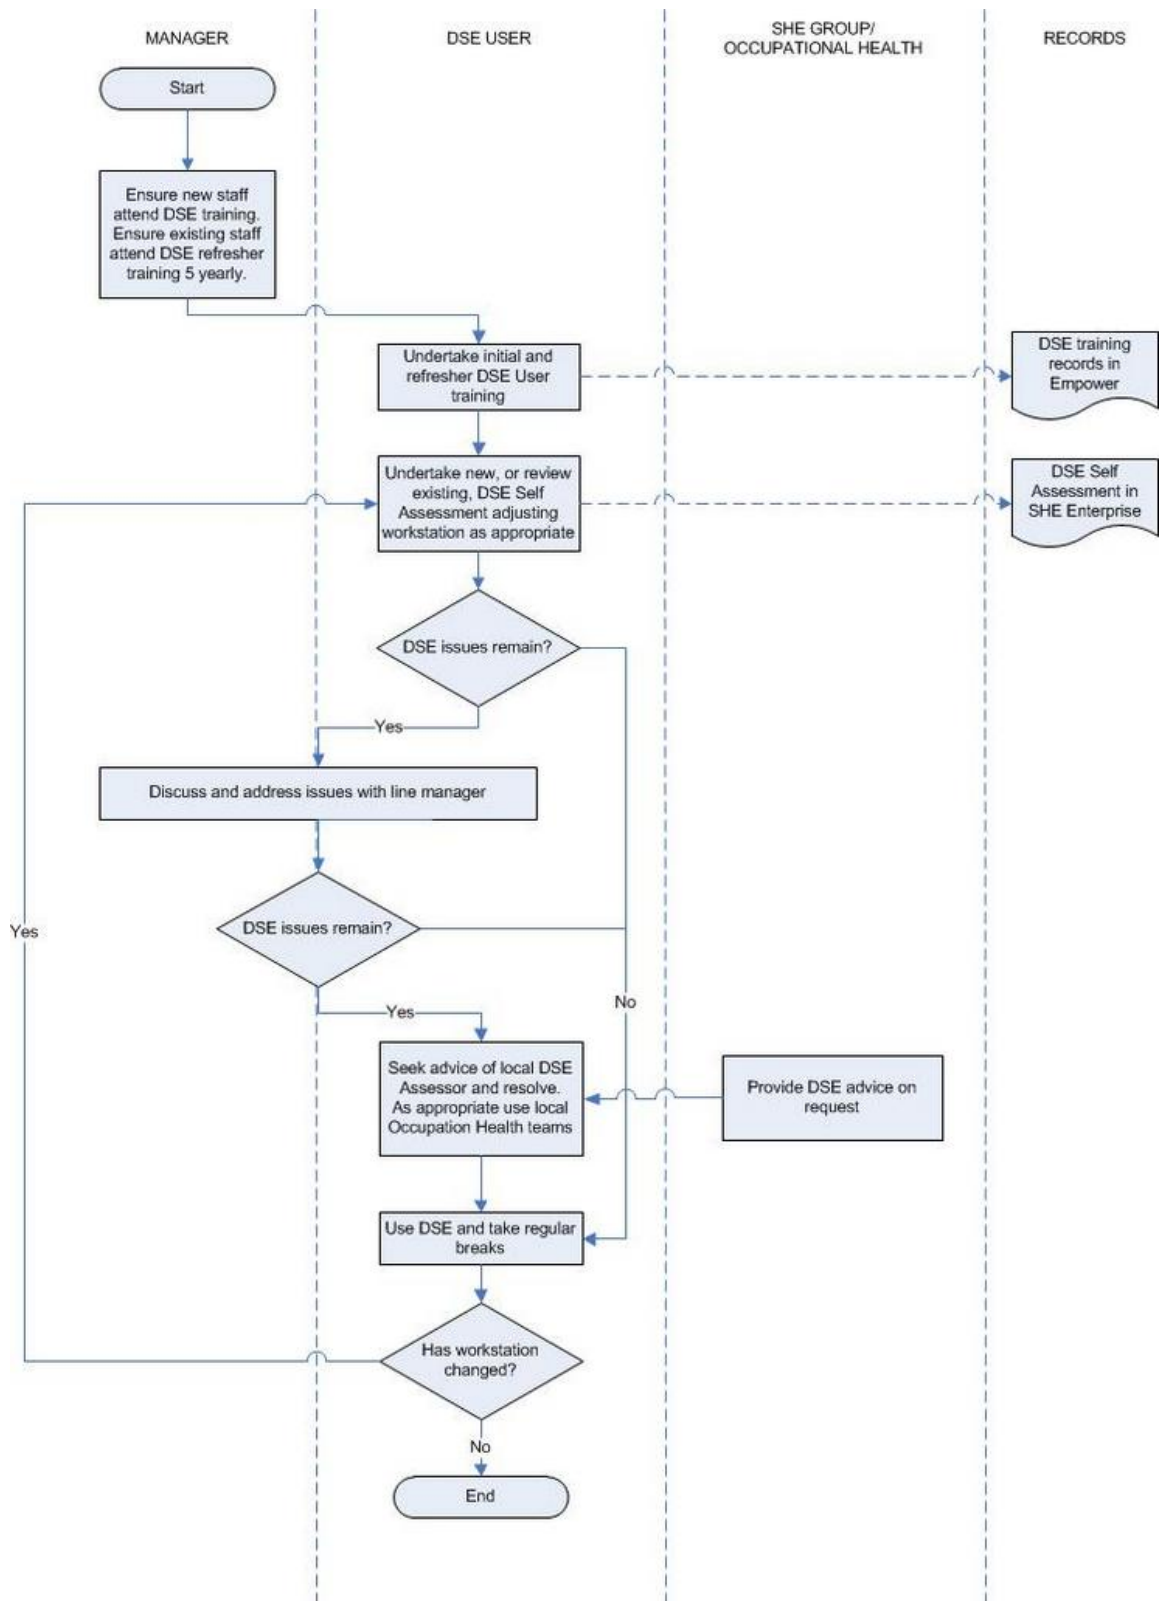 MANAGER
DSE USER
SHE GROUP/
OCCUPATIONAL HEALTH
RECORDS
Start
Ensure new staff
attend DSE training.
Ensure existing staff
attend DSE refresher
training 5 yearly.
Undertake initial and
refresher DSE User
training
DSE training
records in
Empower
Undertake new, or review
existing, DSE Self
Assessment adjusting
workstation as appropriate
DSE Self
Assessment in
SHE Enterprise
DSE issues remain?
Yes
Discuss and address issues with line manager
DSE issues remain?
Yes
No
Yes
Seek advice of local DSE
Assessor and resolve.
As appropriate use local
Occupation Health teams
Provide DSE advice on
request
Use DSE and take regular
breaks
Has workstation
changed?
No
End